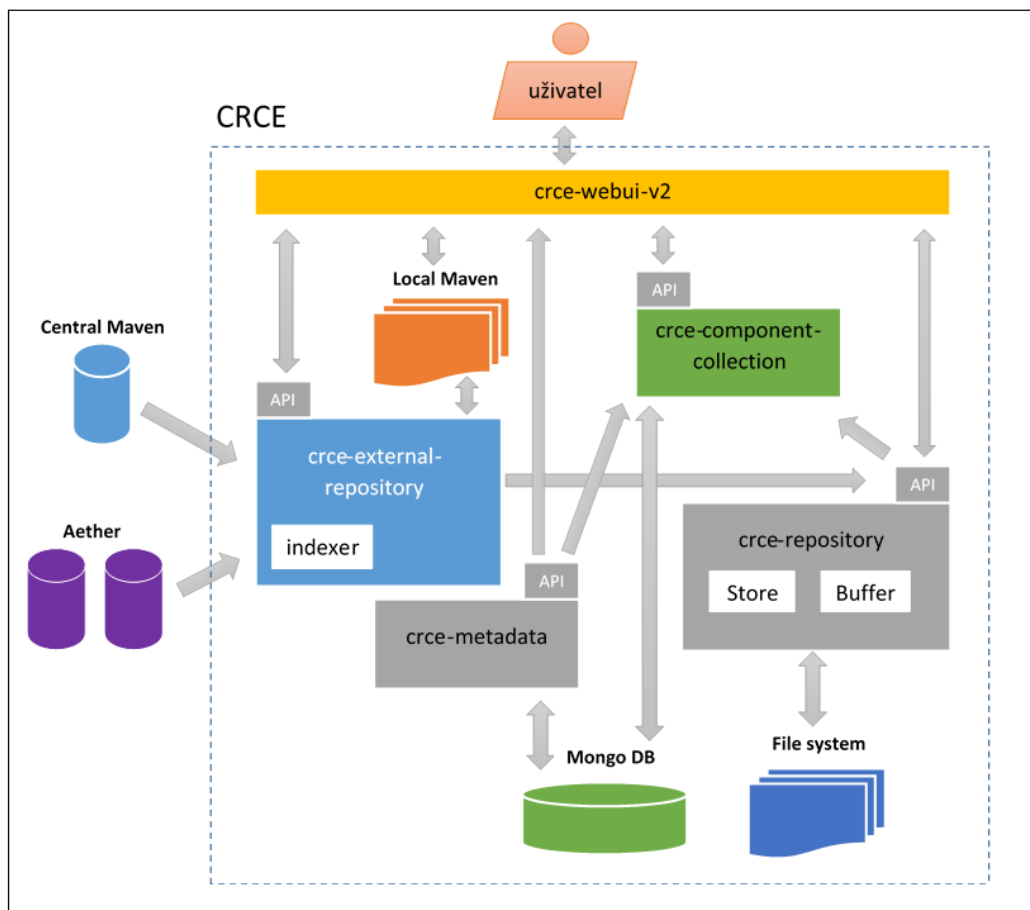 uživatel
CRCE
crce-webui-v2
Local Maven
API
crce-component-
collection
Central Maven
API
crce-external-
repository
indexer
API
crce-repository
Store
Buffer
Aether
API
crce-metadata
Mongo DB
File system